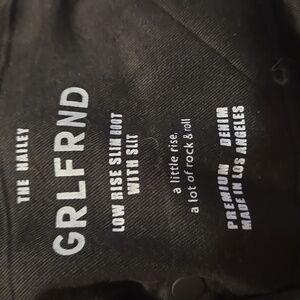 THE HAILEY
GRLFRND
LOW RISE SLIM BOOT
WITH SLIT
a little rise,
a lot of rock & roll
PREMIUM DENIM
MADE IN LOS ANGELES